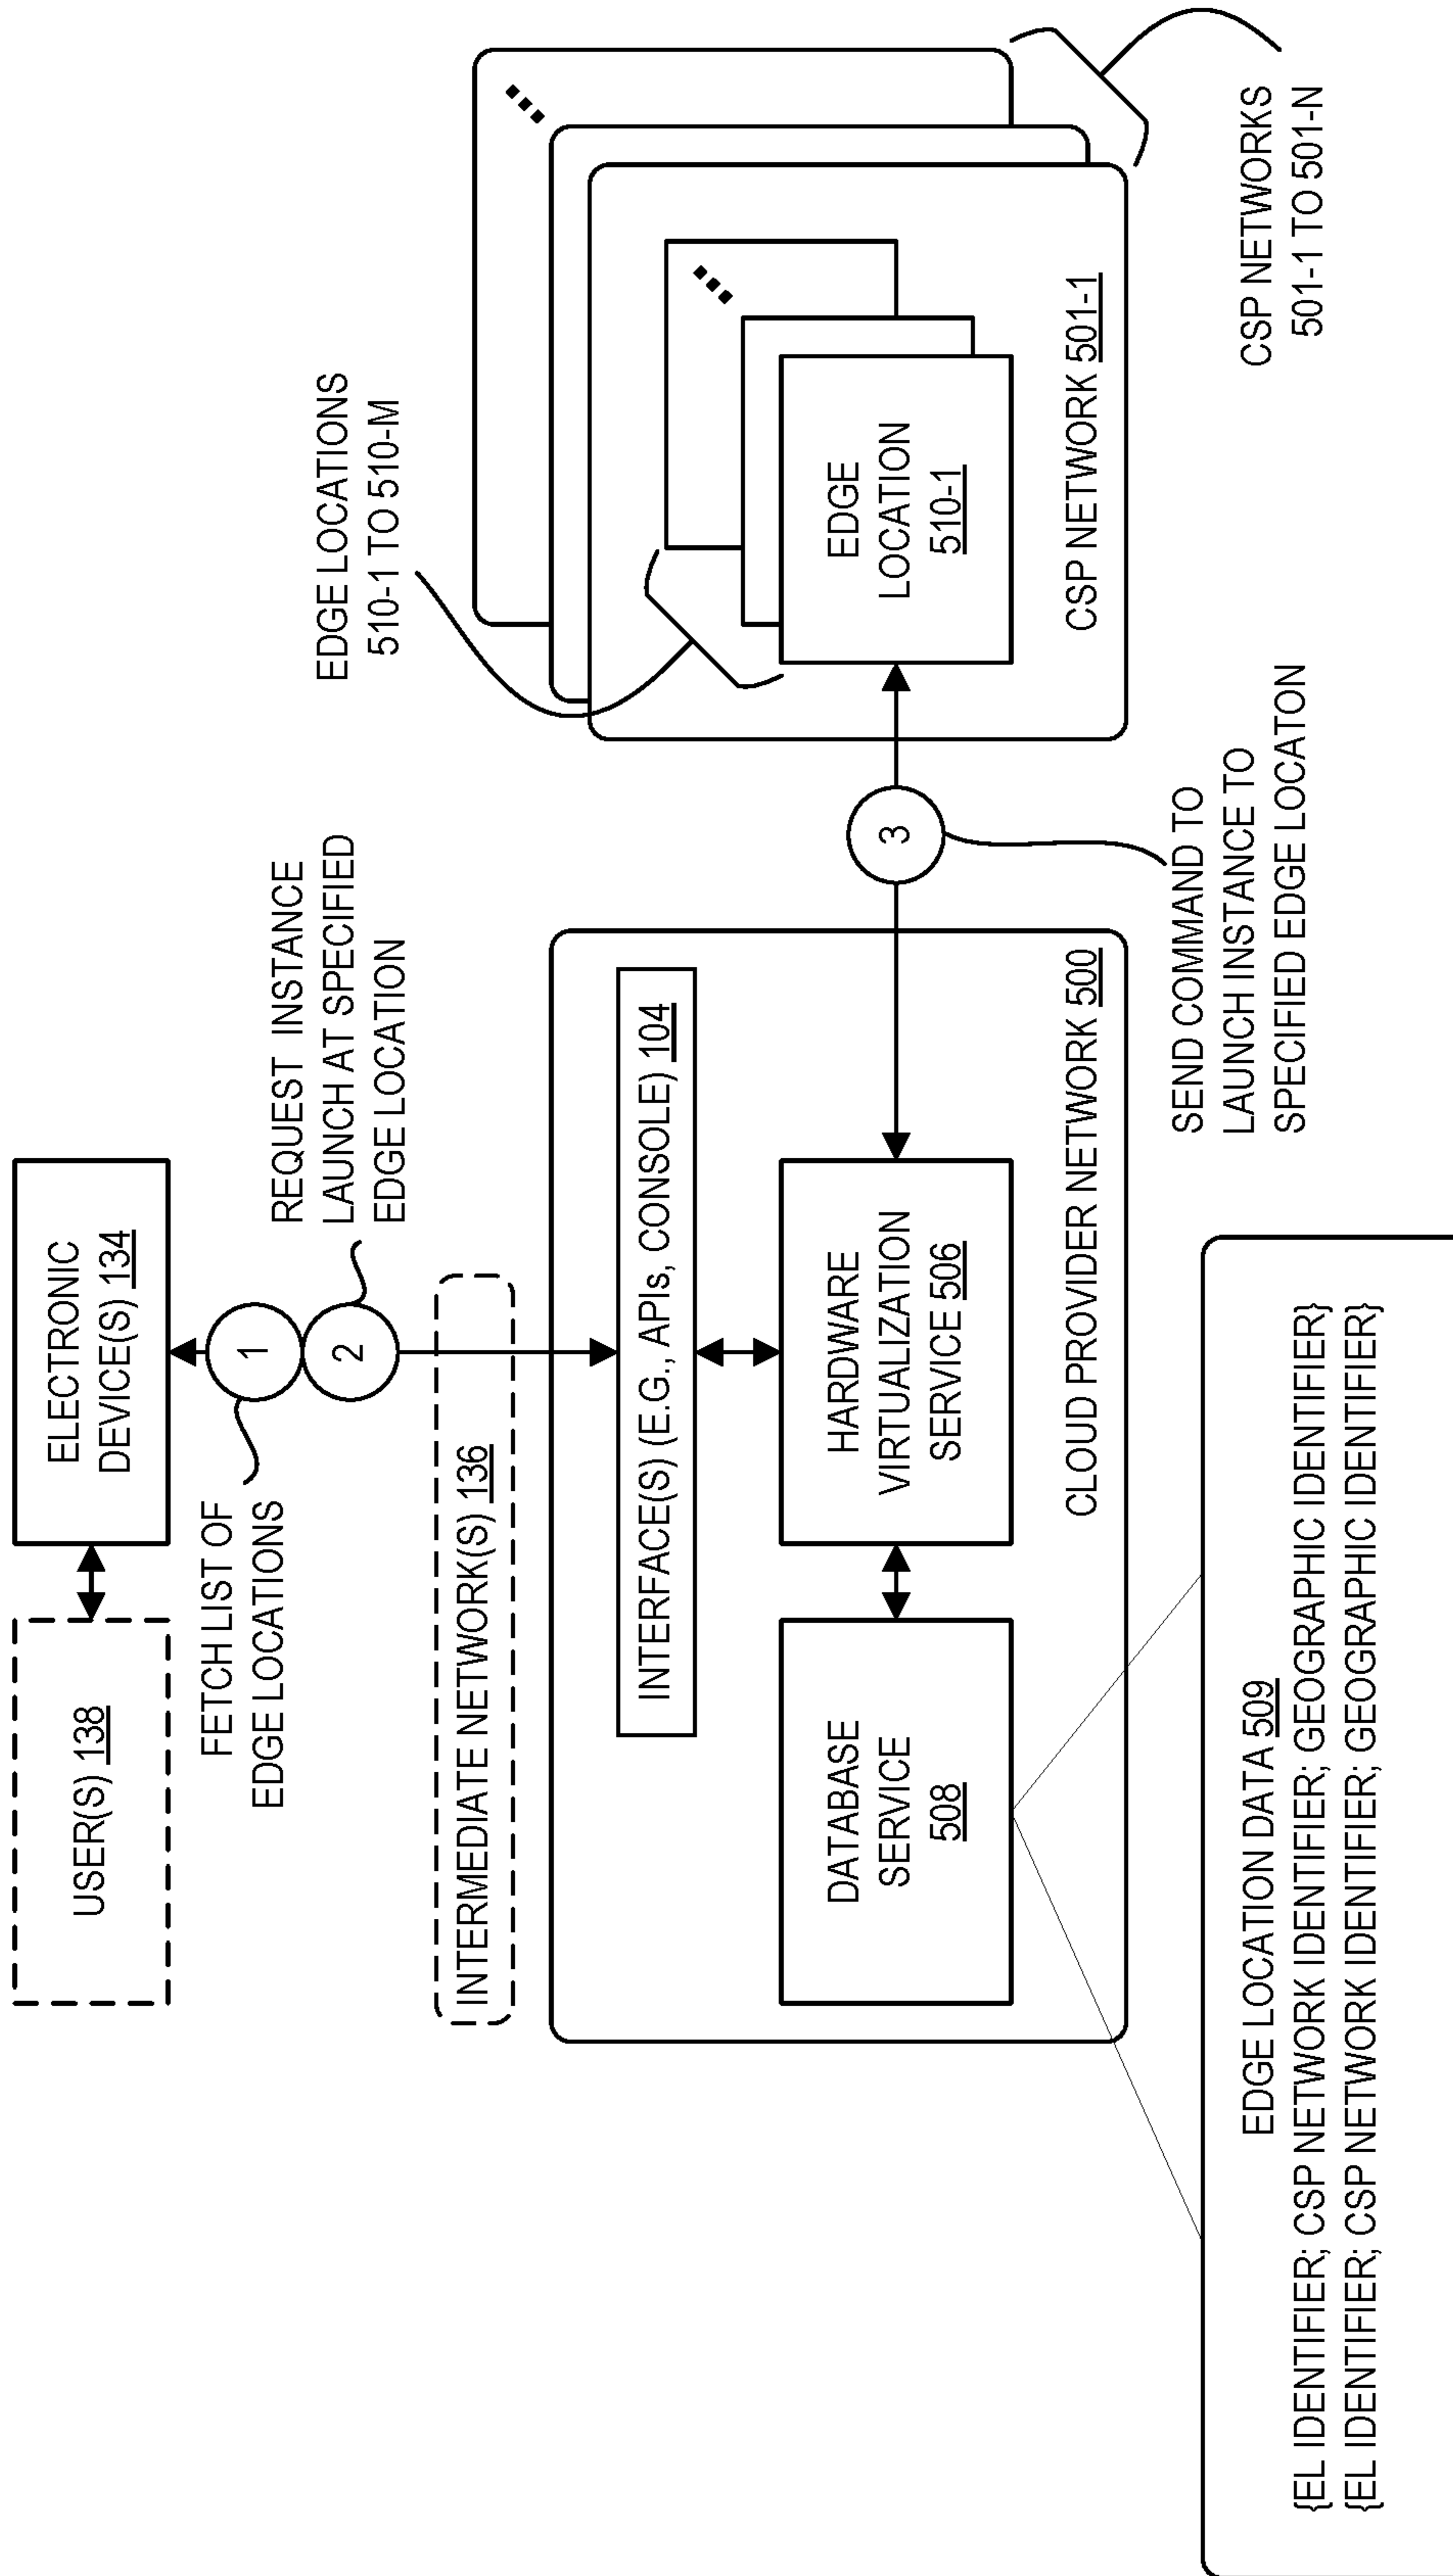 USER(S) 138
ELECTRONIC
DEVICE(S) 134
FETCH LIST OF
EDGE LOCATIONS
1
2
REQUEST INSTANCE
LAUNCH AT SPECIFIED
EDGE LOCATION
EDGE LOCATIONS
510-1 TO 510-M
INTERMEDIATE NETWORK(S) 136
INTERFACE(S) (E.G., APIs, CONSOLE) 104
DATABASE
SERVICE
508
HARDWARE
VIRTUALIZATION
SERVICE 506
CLOUD PROVIDER NETWORK 500
3
EDGE
LOCATION
510-1
CSP NETWORK 501-1
SEND COMMAND TO
LAUNCH INSTANCE TO
SPECIFIED EDGE LOCATON
CSP NETWORKS
501-1 TO 501-N
EDGE LOCATION DATA 509
{EL IDENTIFIER; CSP NETWORK IDENTIFIER; GEOGRAPHIC IDENTIFIER}
{EL IDENTIFIER; CSP NETWORK IDENTIFIER; GEOGRAPHIC IDENTIFIER}